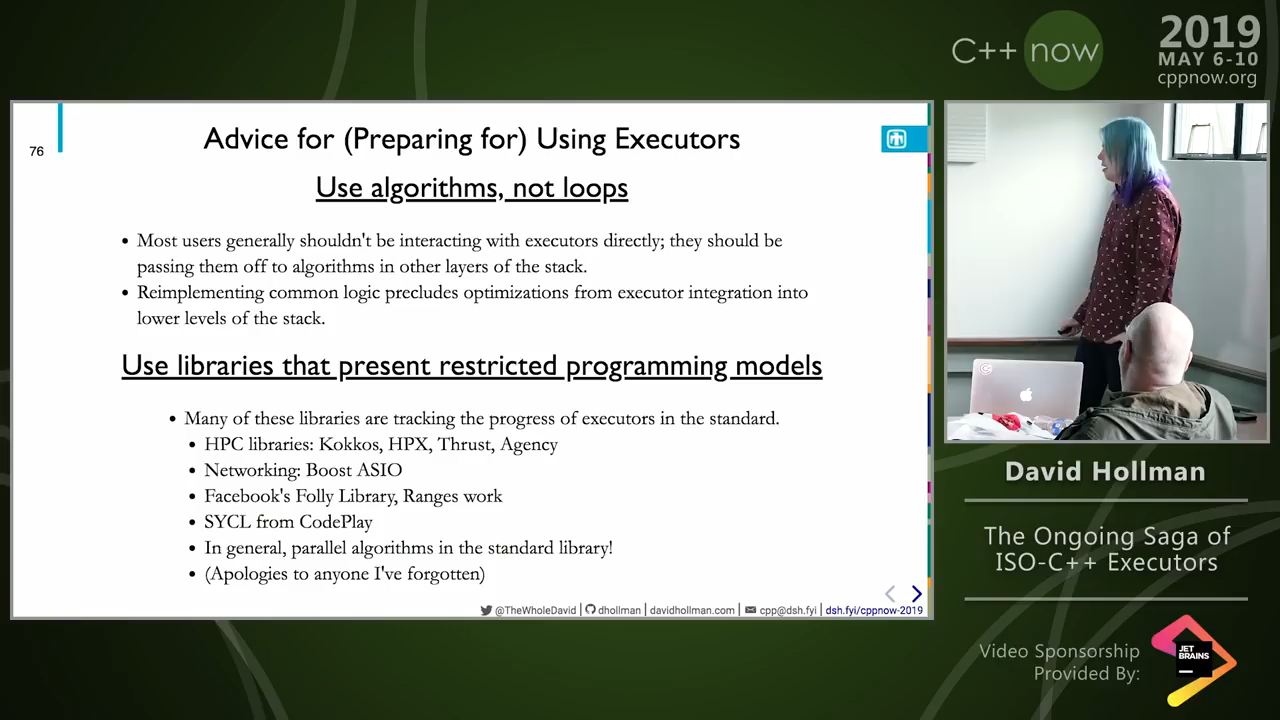 C++ now
2019
MAY 6-10
cppnow.org
76
Advice for (Preparing for) Using Executors
Use algorithms, not loops
• Most users generally shouldn't be interacting with executors directly; they should be
passing them off to algorithms in other layers of the stack.
• Reimplementing common logic precludes optimizations from executor integration into
lower levels of the stack.
Use libraries that present restricted programming models
• Many of these libraries are tracking the progress of executors in the standard.
• HPC libraries: Kokkos, HPX, Thrust, Agency
• Networking: Boost ASIO
• Facebook's Folly Library, Ranges work
• SYCL from CodePlay
• In general, parallel algorithms in the standard library!
• (Apologies to anyone I've forgotten)
@TheWholeDavid | dhollman | davidhollman.com | cpp@dsh.fyi | dsh.fyi/cppnow-2019
David Hollman
The Ongoing Saga of
ISO-C++ Executors
Video Sponsorship
Provided By:
JET
BRAINS